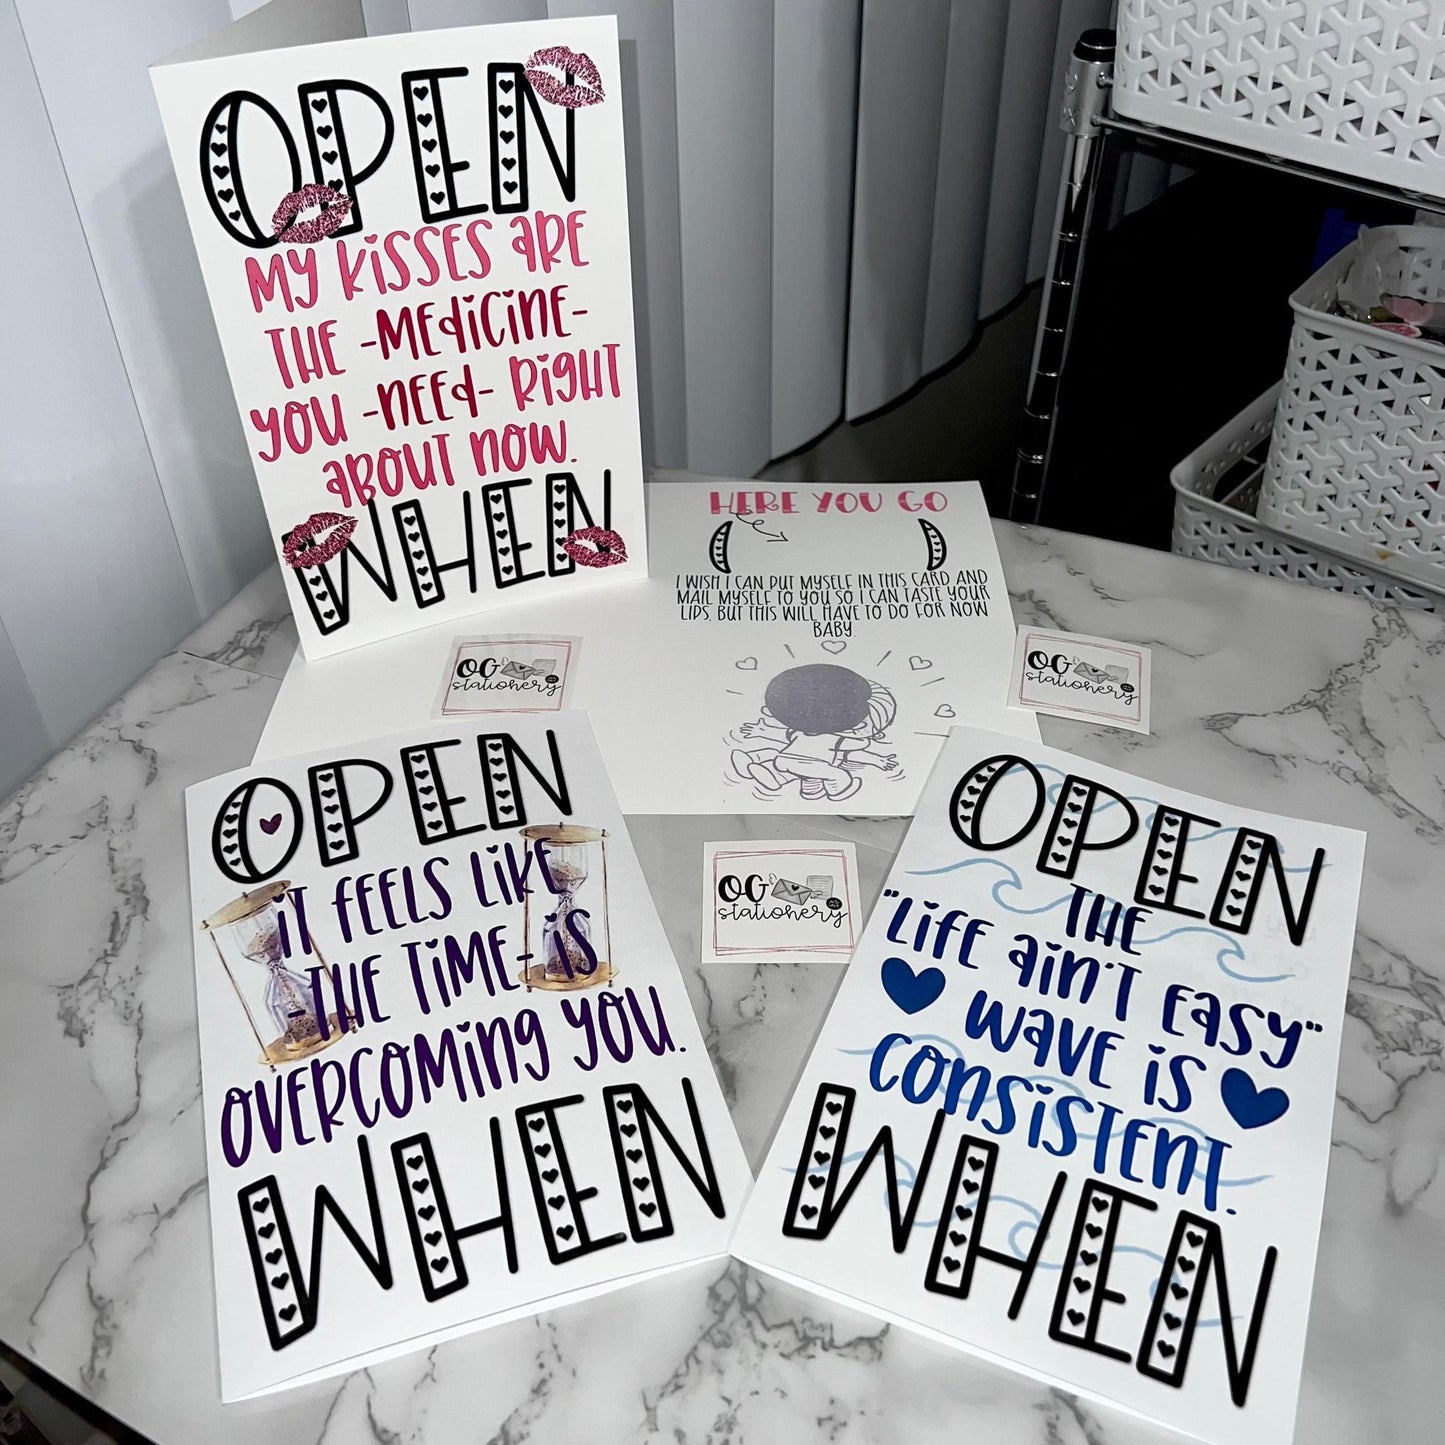 OPEN
MY KISSES ARE
THE -MEDICINE-
YOU -NEED- RIGHT
ABOUT NOW.
WHEN
HERE YOU GO
I WISH I CAN PUT MYSELF IN THIS CARD AND
MAIL MYSELF TO YOU SO I CAN TASTE YOUR
LIPS, BUT THIS WILL HAVE TO DO FOR NOW
BABY.
OG
stationery
OG
stationery
OG
stationery
OPEN
IT FEELS LIKE
-THE TIME- IS
OVERCOMING YOU.
WHEN
OPEN
THE
"LIFE AIN'T EASY"
WAVE IS
CONSISTENT.
WHEN